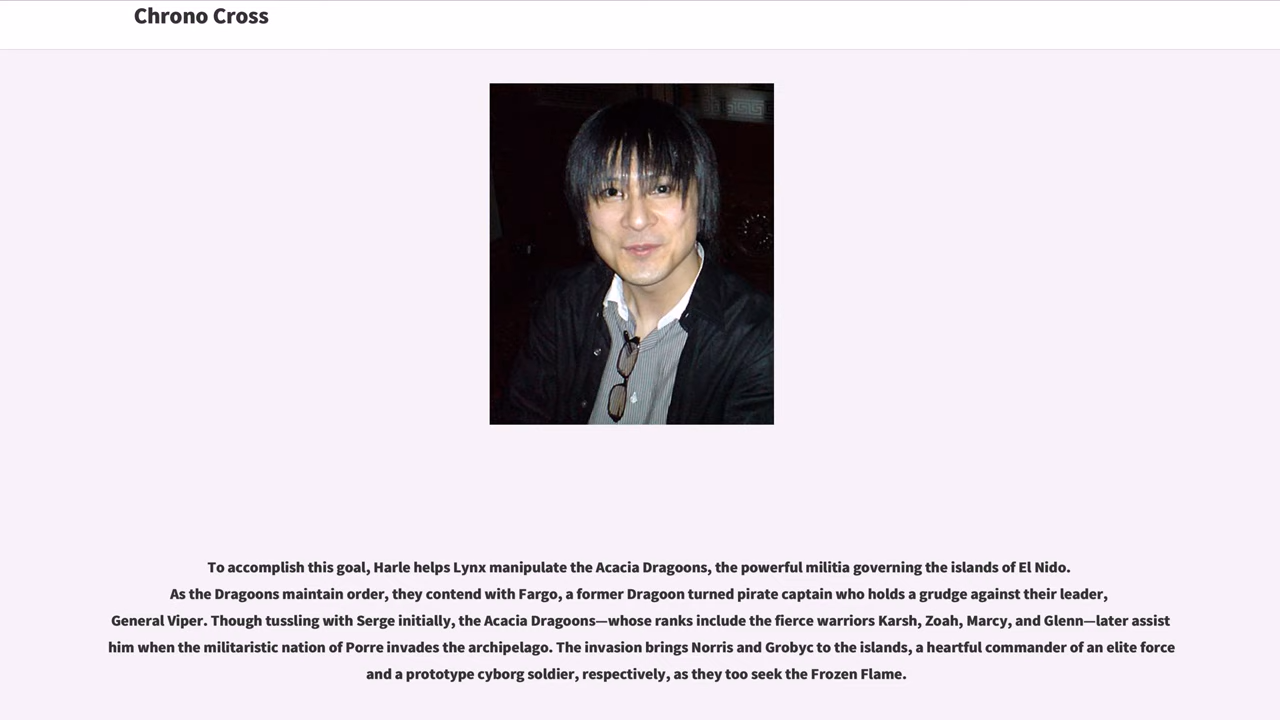 Chrono Cross
To accomplish this goal, Harle helps Lynx manipulate the Acacia Dragoons, the powerful militia governing the islands of El Nido.
As the Dragoons maintain order, they contend with Fargo, a former Dragoon turned pirate captain who holds a grudge against their leader,
General Viper. Though tussling with Serge initially, the Acacia Dragoons—whose ranks include the fierce warriors Karsh, Zoah, Marcy, and Glenn—later assist
him when the militaristic nation of Porre invades the archipelago. The invasion brings Norris and Grobyc to the islands, a heartful commander of an elite force
and a prototype cyborg soldier, respectively, as they too seek the Frozen Flame.